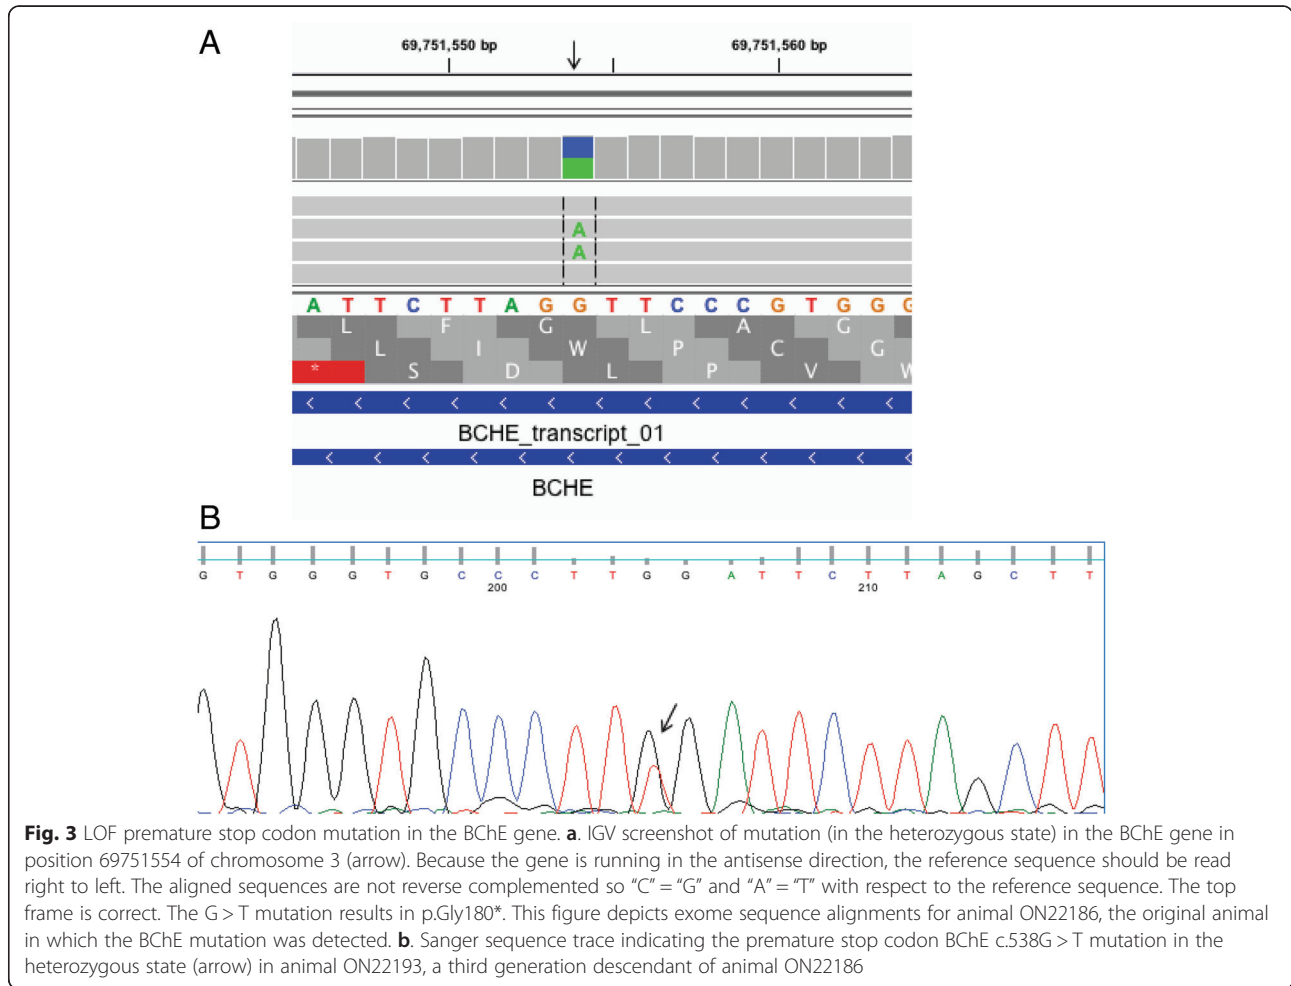 A
69,751,550 bp 69,751,560 bp
A
A
A T T C T T A G G T T C C C G T G G G
L F G L A G
L I W P C G
* S D L P V W
BCHE_transcript_01
BCHE
B
G T G G G T G C C C T T G G A T T C T T A G C T T
200 210
Fig. 3 LOF premature stop codon mutation in the BChE gene. a. IGV screenshot of mutation (in the heterozygous state) in the BChE gene in
position 69751554 of chromosome 3 (arrow). Because the gene is running in the antisense direction, the reference sequence should be read
right to left. The aligned sequences are not reverse complemented so “C” = “G” and “A” = “T” with respect to the reference sequence. The top
frame is correct. The G > T mutation results in p.Gly180*. This figure depicts exome sequence alignments for animal ON22186, the original animal
in which the BChE mutation was detected. b. Sanger sequence trace indicating the premature stop codon BChE c.538G > T mutation in the
heterozygous state (arrow) in animal ON22193, a third generation descendant of animal ON22186